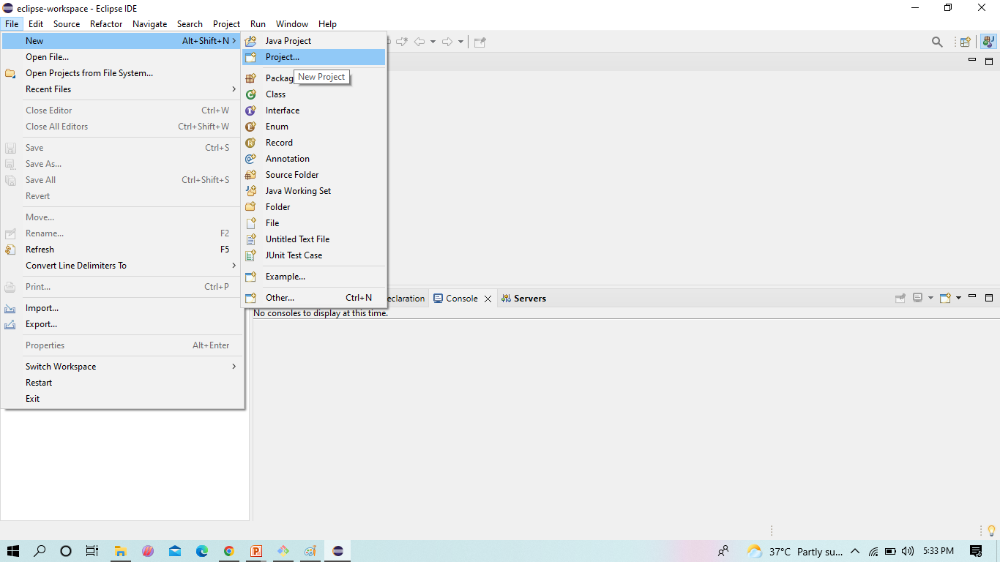 eclipse-workspace - Eclipse IDE
File Edit Source Refactor Navigate Search Project Run Window Help
New Alt+Shift+N
Open File...
Open Projects from File System...
Recent Files
Close Editor Ctrl+W
Close All Editors Ctrl+Shift+W
Save Ctrl+S
Save As...
Save All Ctrl+Shift+S
Revert
Move...
Rename... F2
Refresh F5
Convert Line Delimiters To
Print... Ctrl+P
Import...
Export...
Properties Alt+Enter
Switch Workspace
Restart
Exit
Java Project
Project...
New Project
Packag
Class
Interface
Enum
Record
Annotation
Source Folder
Java Working Set
Folder
File
Untitled Text File
JUnit Test Case
Example...
Other... Ctrl+N
eclaration Console Servers
No consoles to display at this time.
37°C Partly su... 5:33 PM